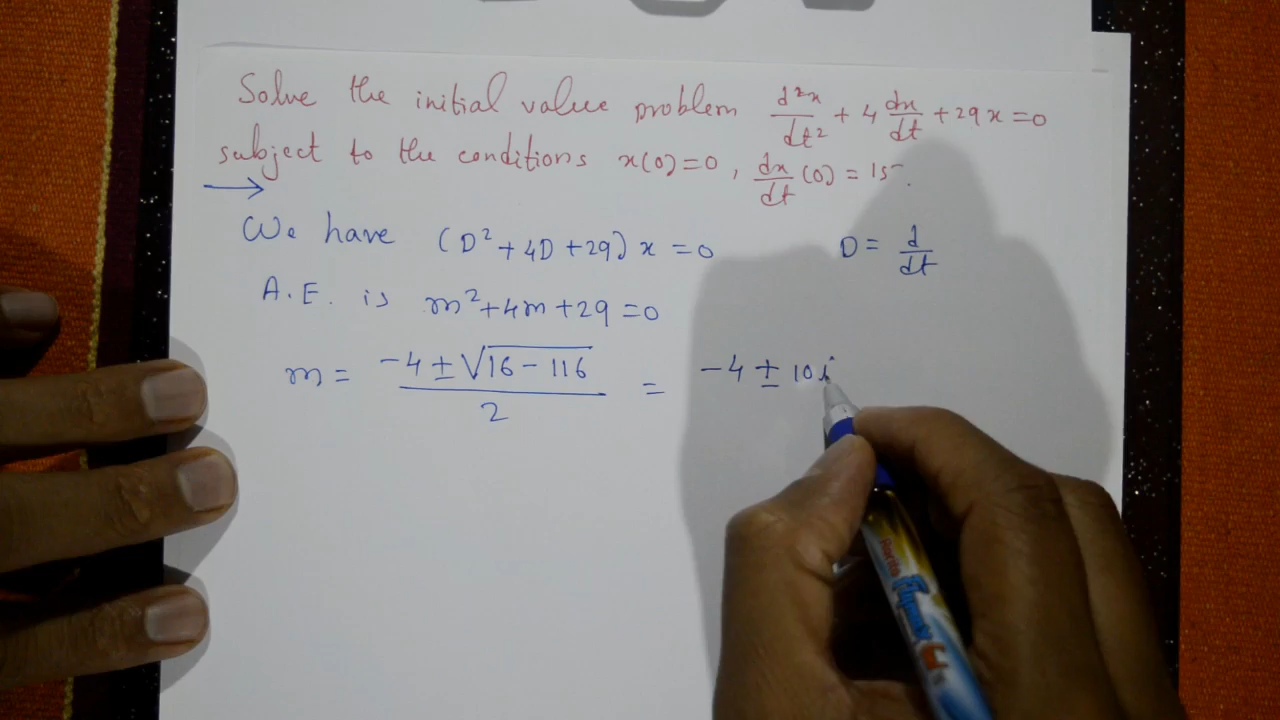 Solve the initial value problem d²x/dt² + 4 dx/dt + 29x = 0
subject to the conditions x(0) = 0, dx/dt (0) = 15.
We have (D² + 4D + 29) x = 0 D = d/dt
A.E. is m² + 4m + 29 = 0
m = (-4 ± √(16 - 116))/2 = -4 ± 10i